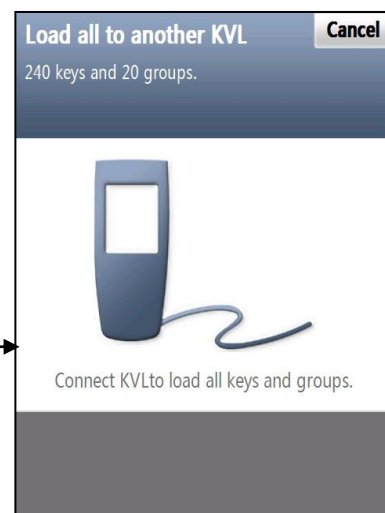 Load all to another KVL
Cancel
240 keys and 20 groups.
Connect KVLto load all keys and groups.